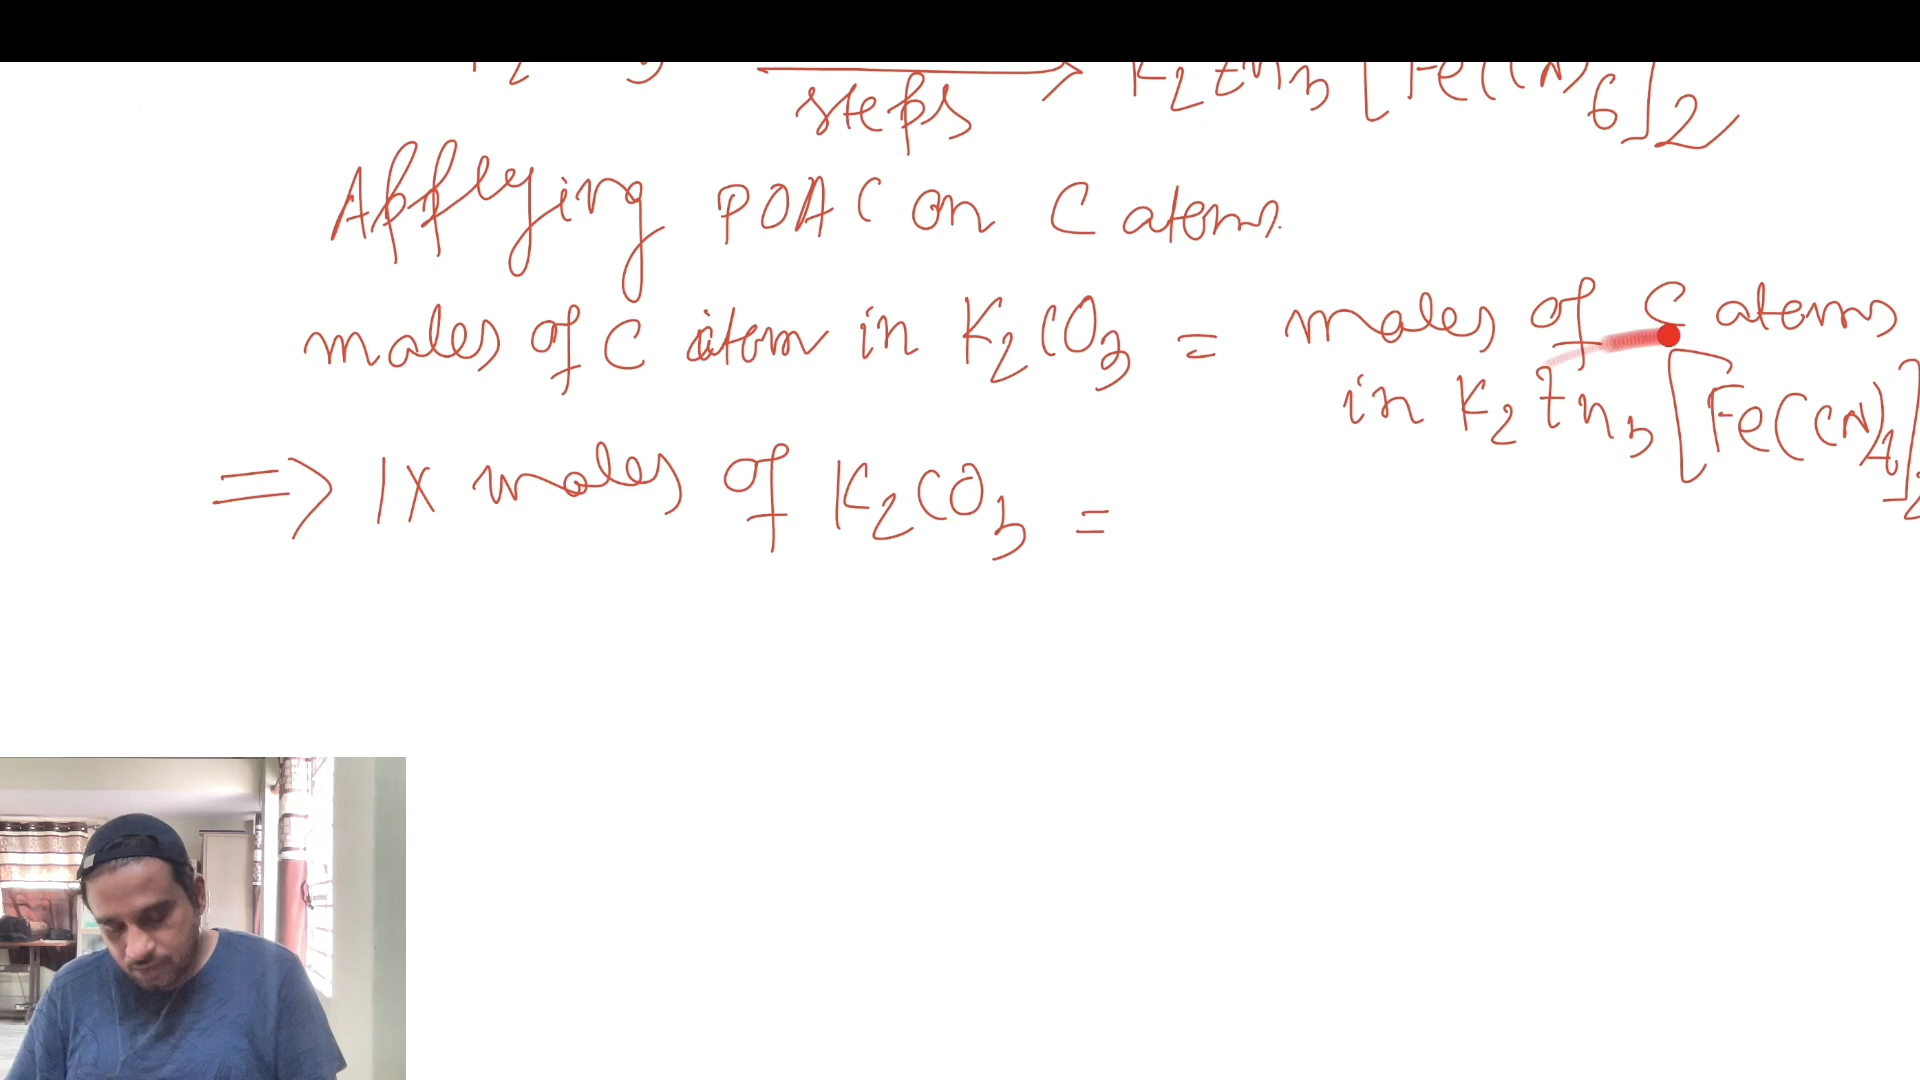 steps K2Zn3[Fe(CN)6]2
Applying POAC on C atoms.
moles of C atom in K2CO3 = moles of C atoms
in K2Zn3[Fe(CN)6]2
=> 1x moles of K2CO3 =